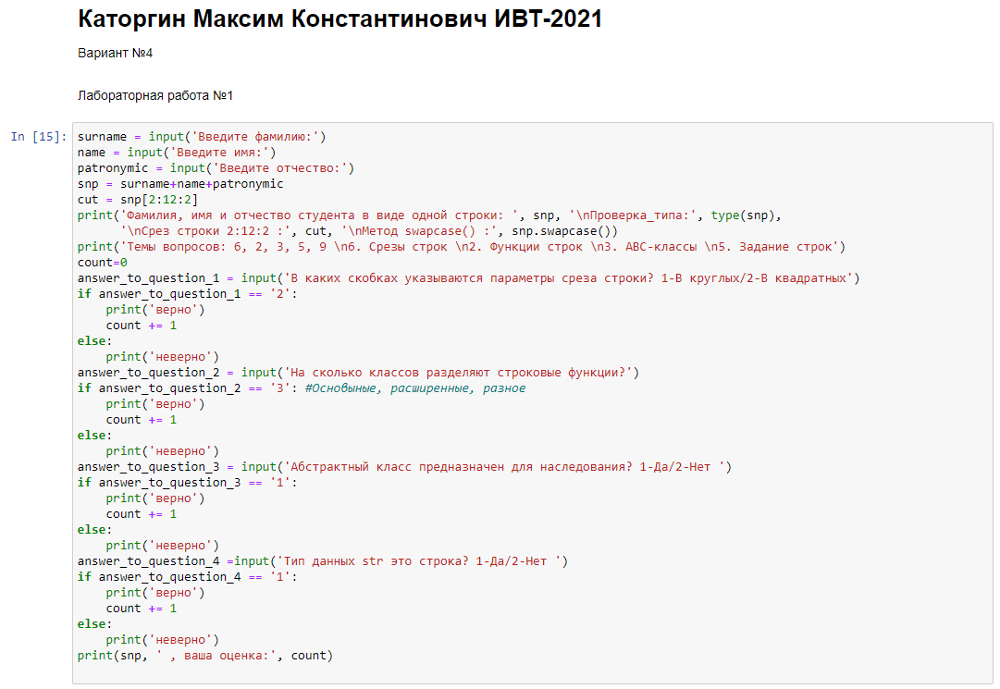 Каторгин Максим Константинович ИВТ-2021
Вариант №4
Лабораторная работа №1
In [15]:
surname = input('Введите фамилию:')
name = input('Введите имя:')
patronymic = input('Введите отчество:')
snp = surname+name+patronymic
cut = snp[2:12:2]
print('Фамилия, имя и отчество студента в виде одной строки: ', snp, '\nПроверка_типа:', type(snp),
      '\nСрез строки 2:12:2 :', cut, '\nМетод swapcase() :', snp.swapcase())
print('Темы вопросов: 6, 2, 3, 5, 9 \n6. Срезы строк \n2. Функции строк \n3. АВС-классы \n5. Задание строк')
count=0
answer_to_question_1 = input('В каких скобках указываются параметры среза строки? 1-В круглых/2-В квадратных')
if answer_to_question_1 == '2':
    print('верно')
    count += 1
else:
    print('неверно')
answer_to_question_2 = input('На сколько классов разделяют строковые функции?')
if answer_to_question_2 == '3': #Основыные, расширенные, разное
    print('верно')
    count += 1
else:
    print('неверно')
answer_to_question_3 = input('Абстрактный класс предназначен для наследования? 1-Да/2-Нет ')
if answer_to_question_3 == '1':
    print('верно')
    count += 1
else:
    print('неверно')
answer_to_question_4 =input('Тип данных str это строка? 1-Да/2-Нет ')
if answer_to_question_4 == '1':
    print('верно')
    count += 1
else:
    print('неверно')
print(snp, ' , ваша оценка:', count)